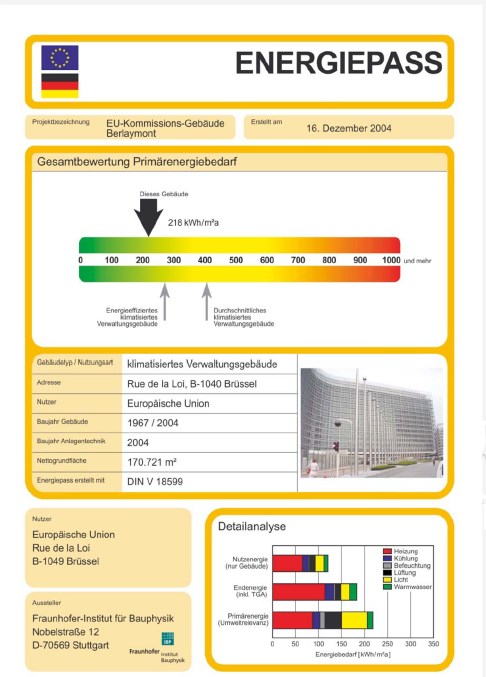 ENERGIEPASS
Projektbezeichnung
EU-Kommissions-Gebäude
Berlaymont
Erstellt am
16. Dezember 2004
Gesamtbewertung Primärenergiebedarf
Dieses Gebäude
218 kWh/m²a
0 100 200 300 400 500 600 700 800 900 1000 und mehr
Energieeffizientes
klimatisiertes
Verwaltungsgebäude
Durchschnittliches
klimatisiertes
Verwaltungsgebäude
Gebäudetyp / Nutzungsart klimatisiertes Verwaltungsgebäude
Adresse Rue de la Loi, B-1040 Brüssel
Nutzer Europäische Union
Baujahr Gebäude 1967 / 2004
Baujahr Anlagentechnik 2004
Nettogrundfläche 170.721 m²
Energiepass erstellt mit DIN V 18599
Nutzer
Europäische Union
Rue de la Loi
B-1049 Brüssel
Aussteller
Fraunhofer-Institut für Bauphysik
Nobelstraße 12
D-70569 Stuttgart
IBP
Fraunhofer Institut
Bauphysik
Detailanalyse
Nutzenergie
(nur Gebäude)
Endenergie
(inkl. TGA)
Primärenergie
(Umweltrelevanz)
Heizung
Kühlung
Befeuchtung
Lüftung
Licht
Warmwasser
0 50 100 150 200 250 300 350
Energiebedarf [kWh/m²a]